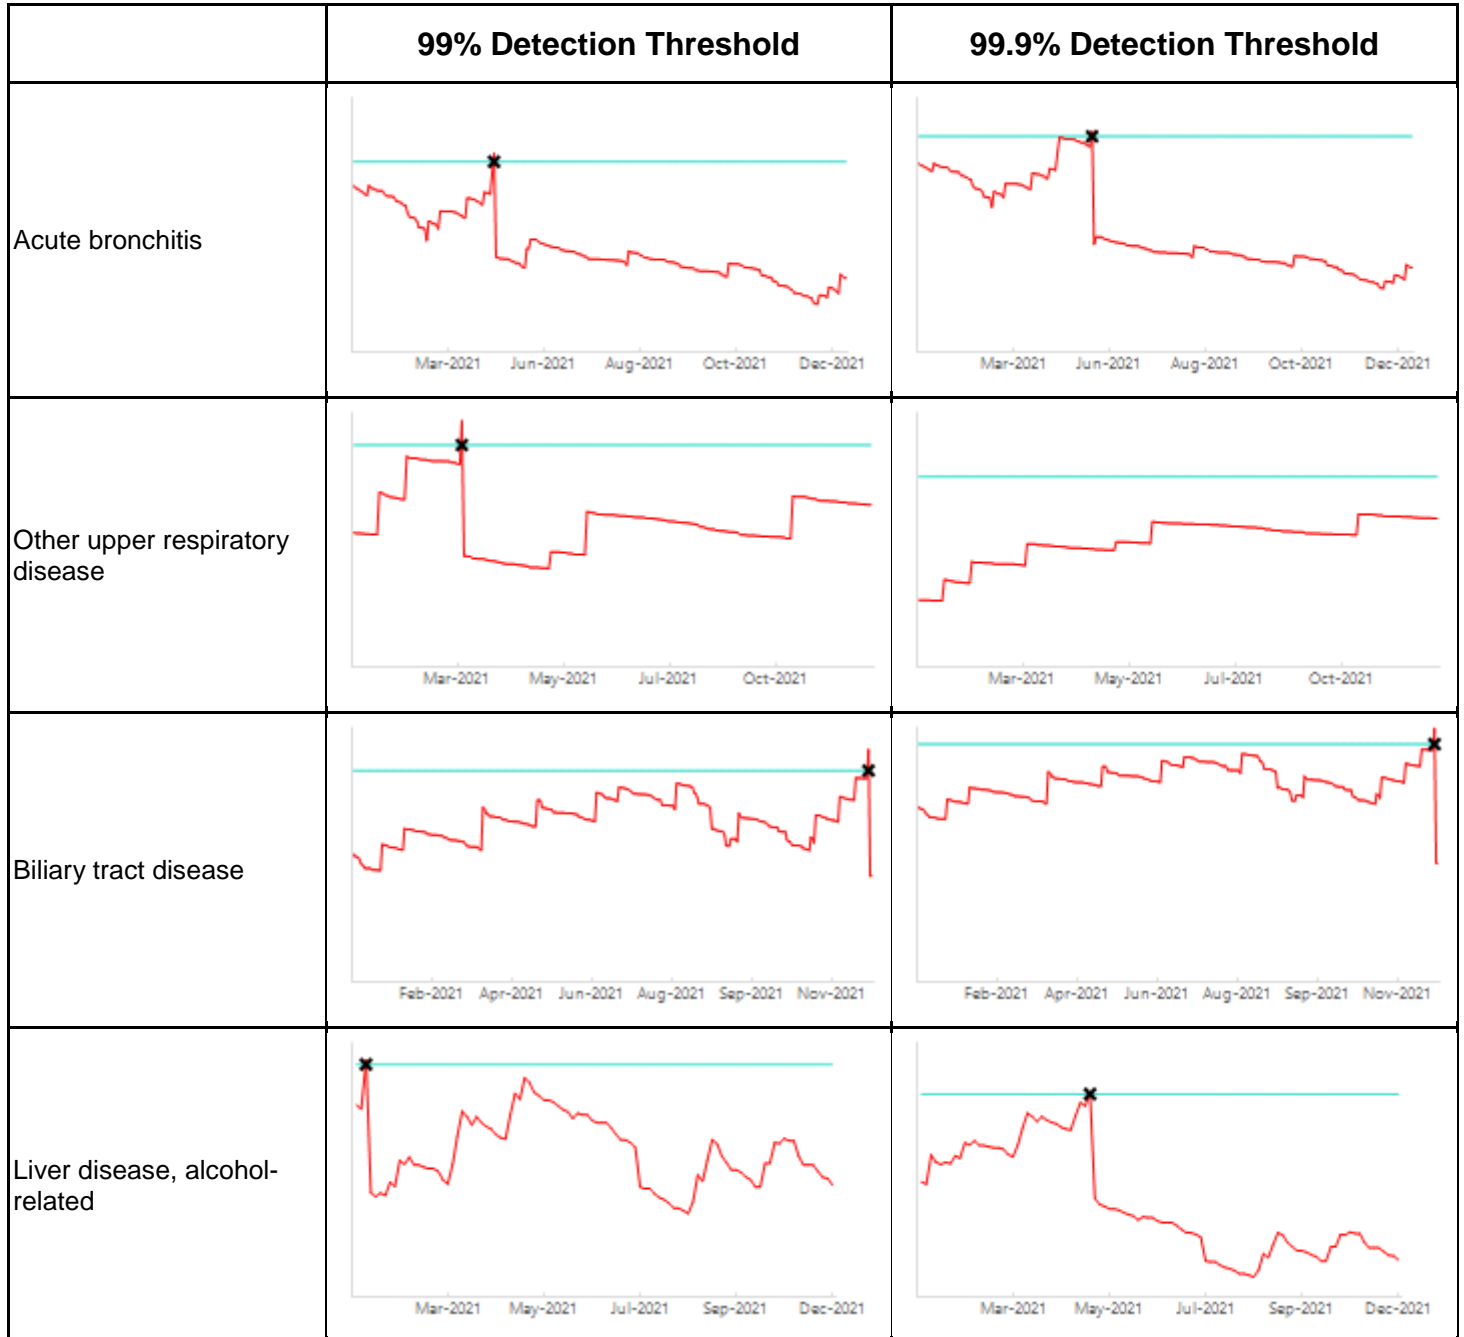 99% Detection Threshold
99.9% Detection Threshold
Acute bronchitis
Mar-2021 Jun-2021 Aug-2021 Oct-2021 Dec-2021
Mar-2021 Jun-2021 Aug-2021 Oct-2021 Dec-2021
Other upper respiratory
disease
Mar-2021 May-2021 Jul-2021 Oct-2021
Mar-2021 May-2021 Jul-2021 Oct-2021
Biliary tract disease
Feb-2021 Apr-2021 Jun-2021 Aug-2021 Sep-2021 Nov-2021
Feb-2021 Apr-2021 Jun-2021 Aug-2021 Sep-2021 Nov-2021
Liver disease, alcohol-
related
Mar-2021 May-2021 Jul-2021 Sep-2021 Dec-2021
Mar-2021 May-2021 Jul-2021 Sep-2021 Dec-2021